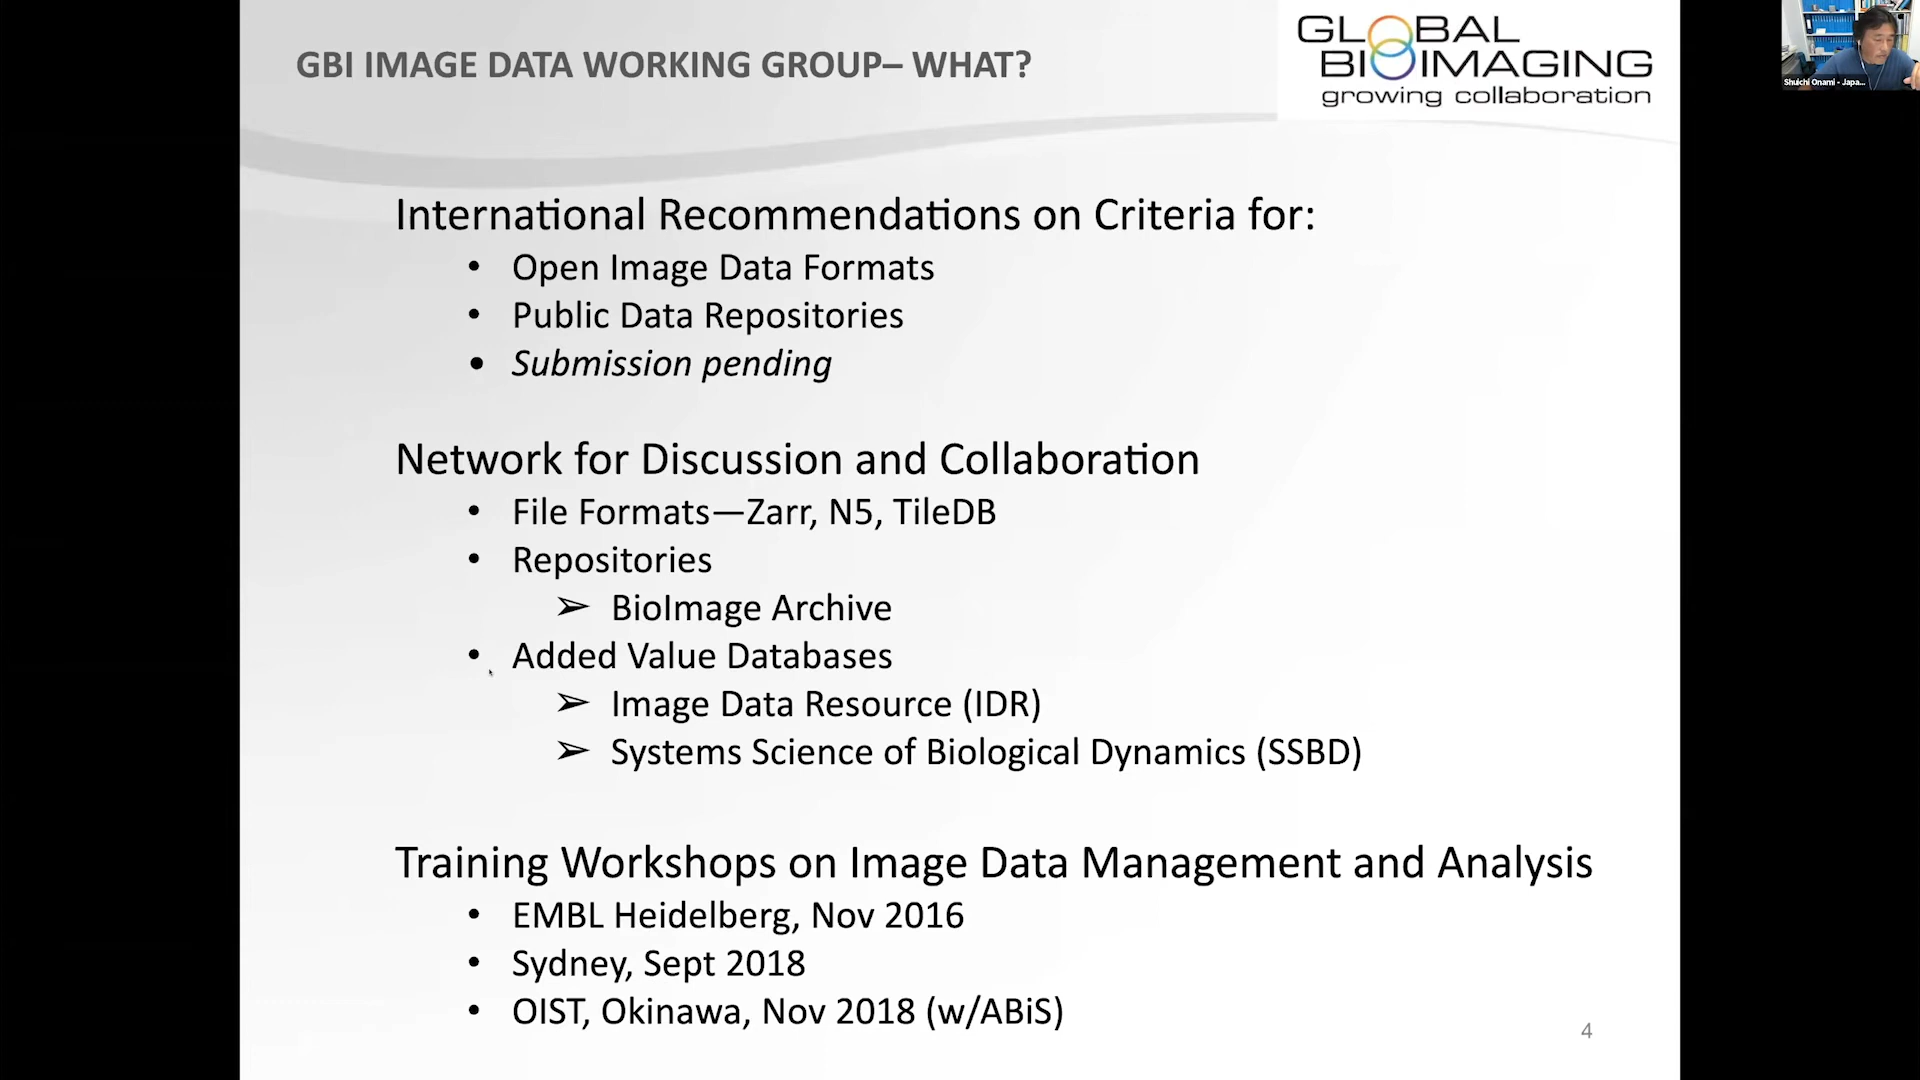 GBI IMAGE DATA WORKING GROUP– WHAT?
GLOBAL
BIOIMAGING
growing collaboration
Shuichi Onami - Japa...
International Recommendations on Criteria for:
• Open Image Data Formats
• Public Data Repositories
• Submission pending
Network for Discussion and Collaboration
• File Formats—Zarr, N5, TileDB
• Repositories
➢ BioImage Archive
• Added Value Databases
➢ Image Data Resource (IDR)
➢ Systems Science of Biological Dynamics (SSBD)
Training Workshops on Image Data Management and Analysis
• EMBL Heidelberg, Nov 2016
• Sydney, Sept 2018
• OIST, Okinawa, Nov 2018 (w/ABiS)
4